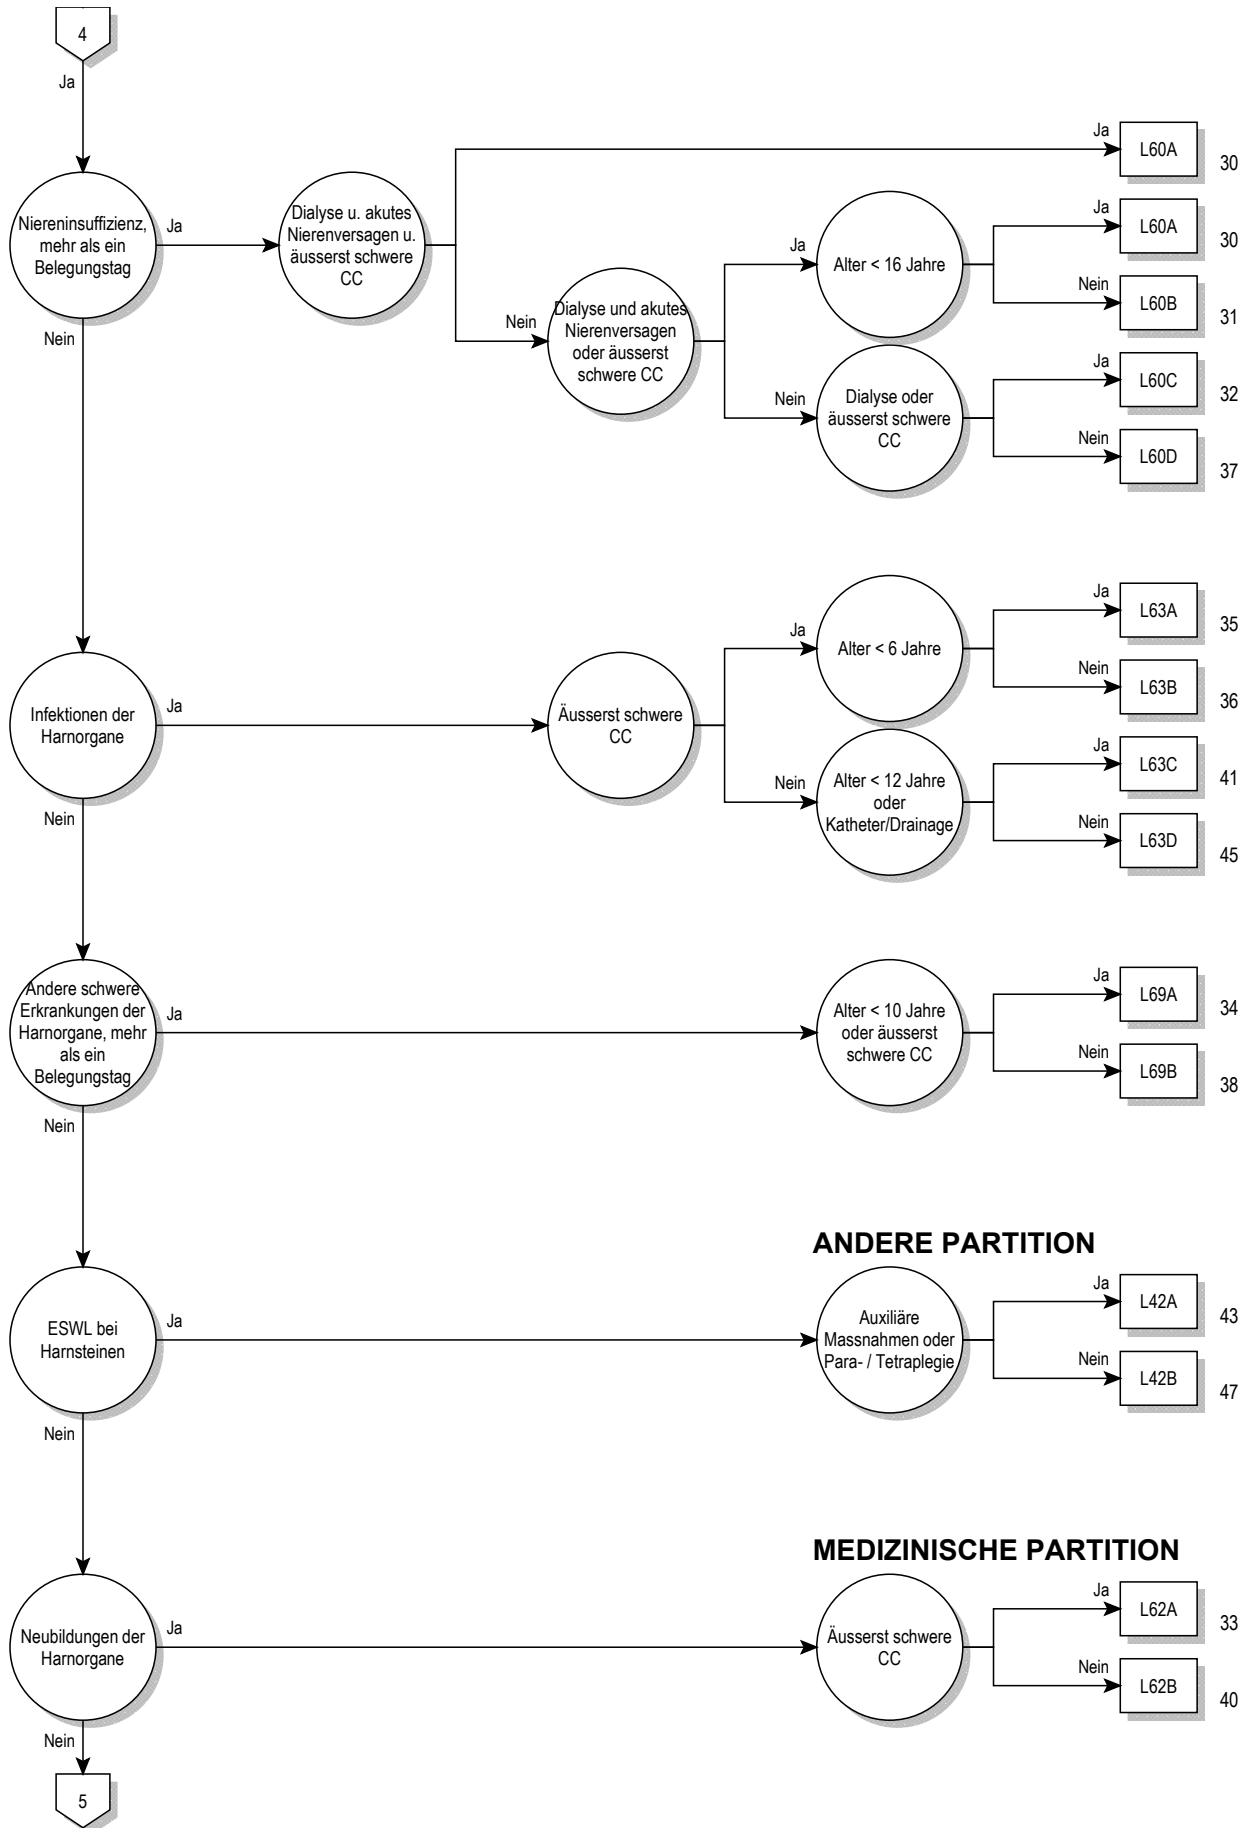 4
Ja
Niereninsuffizienz,
mehr als ein
Belegungstag
Ja
Dialyse u. akutes
Nierenversagen u.
äusserst schwere
CC
Ja
L60A
30
Nein
Dialyse und akutes
Nierenversagen
oder äusserst
schwere CC
Ja
Alter < 16 Jahre
Ja
L60A
30
Nein
L60B
31
Nein
Dialyse oder
äusserst schwere
CC
Ja
L60C
32
Nein
L60D
37
Nein
Infektionen der
Harnorgane
Ja
Äusserst schwere
CC
Ja
Alter < 6 Jahre
Ja
L63A
35
Nein
L63B
36
Nein
Alter < 12 Jahre
oder
Katheter/Drainage
Ja
L63C
41
Nein
L63D
45
Nein
Andere schwere
Erkrankungen der
Harnorgane, mehr
als ein
Belegungstag
Ja
Alter < 10 Jahre
oder äusserst
schwere CC
Ja
L69A
34
Nein
L69B
38
Nein
ANDERE PARTITION
ESWL bei
Harnsteinen
Ja
Auxiliäre
Massnahmen oder
Para- / Tetraplegie
Ja
L42A
43
Nein
L42B
47
Nein
MEDIZINISCHE PARTITION
Neubildungen der
Harnorgane
Ja
Äusserst schwere
CC
Ja
L62A
33
Nein
L62B
40
Nein
5